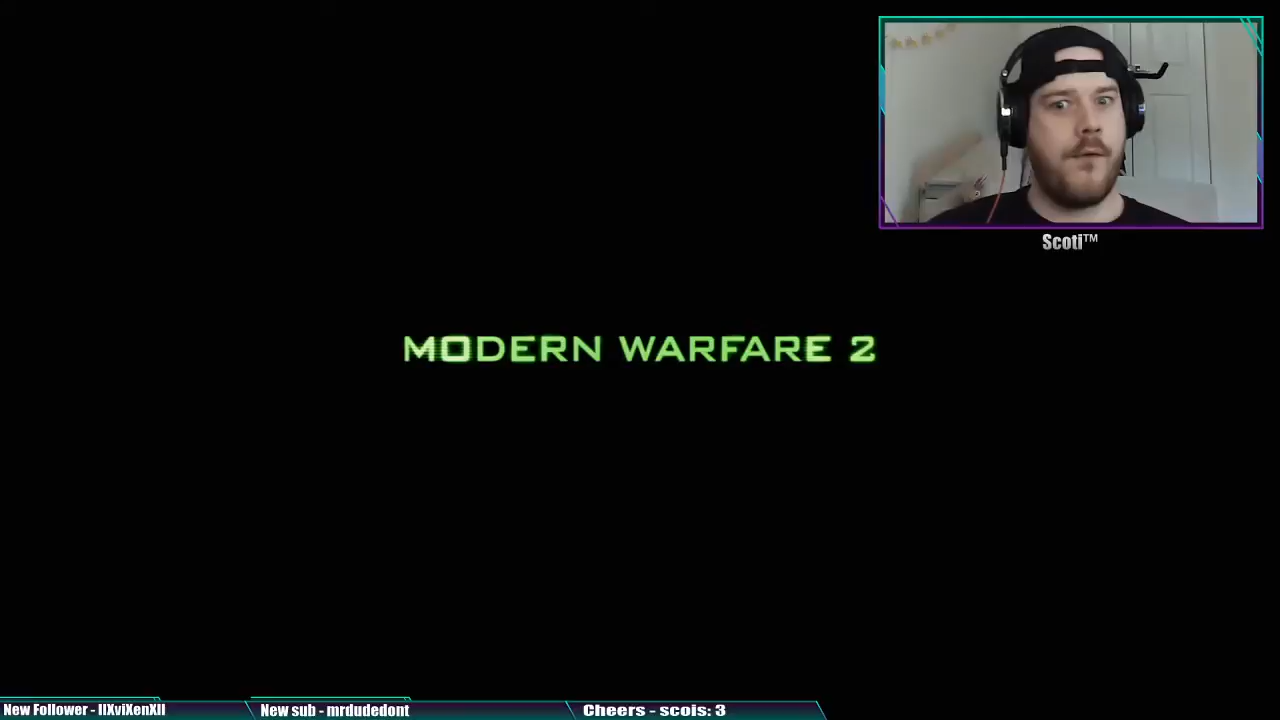 Scoti™
MODERN WARFARE 2
New Follower - IIXviXenXII
New sub - mrdudedont
Cheers - scois: 3